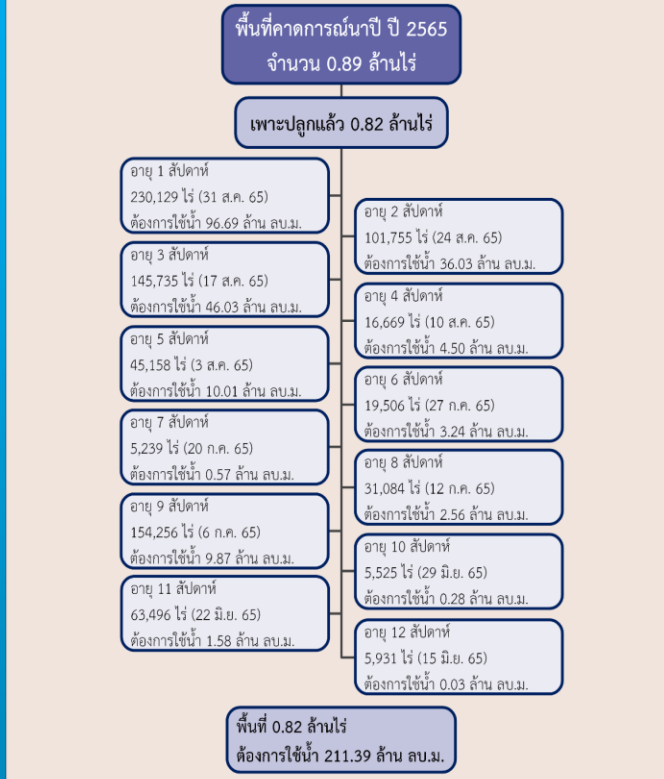 พื้นที่คาดการณ์นาปี ปี 2565
จำนวน 0.89 ล้านไร่
เพาะปลูกแล้ว 0.82 ล้านไร่
อายุ 1 สัปดาห์
230,129 ไร่ (31 ส.ค. 65)
ต้องการใช้น้ำ 96.69 ล้าน ลบ.ม.
อายุ 2 สัปดาห์
101,755 ไร่ (24 ส.ค. 65)
ต้องการใช้น้ำ 36.03 ล้าน ลบ.ม.
อายุ 3 สัปดาห์
145,735 ไร่ (17 ส.ค. 65)
ต้องการใช้น้ำ 46.03 ล้าน ลบ.ม.
อายุ 4 สัปดาห์
16,669 ไร่ (10 ส.ค. 65)
ต้องการใช้น้ำ 4.50 ล้าน ลบ.ม.
อายุ 5 สัปดาห์
45,158 ไร่ (3 ส.ค. 65)
ต้องการใช้น้ำ 10.01 ล้าน ลบ.ม.
อายุ 6 สัปดาห์
19,506 ไร่ (27 ก.ค. 65)
ต้องการใช้น้ำ 3.24 ล้าน ลบ.ม.
อายุ 7 สัปดาห์
5,239 ไร่ (20 ก.ค. 65)
ต้องการใช้น้ำ 0.57 ล้าน ลบ.ม.
อายุ 8 สัปดาห์
31,084 ไร่ (12 ก.ค. 65)
ต้องการใช้น้ำ 2.56 ล้าน ลบ.ม.
อายุ 9 สัปดาห์
154,256 ไร่ (6 ก.ค. 65)
ต้องการใช้น้ำ 9.87 ล้าน ลบ.ม.
อายุ 10 สัปดาห์
5,525 ไร่ (29 มิ.ย. 65)
ต้องการใช้น้ำ 0.28 ล้าน ลบ.ม.
อายุ 11 สัปดาห์
63,496 ไร่ (22 มิ.ย. 65)
ต้องการใช้น้ำ 1.58 ล้าน ลบ.ม.
อายุ 12 สัปดาห์
5,931 ไร่ (15 มิ.ย. 65)
ต้องการใช้น้ำ 0.03 ล้าน ลบ.ม.
พื้นที่ 0.82 ล้านไร่
ต้องการใช้น้ำ 211.39 ล้าน ลบ.ม.